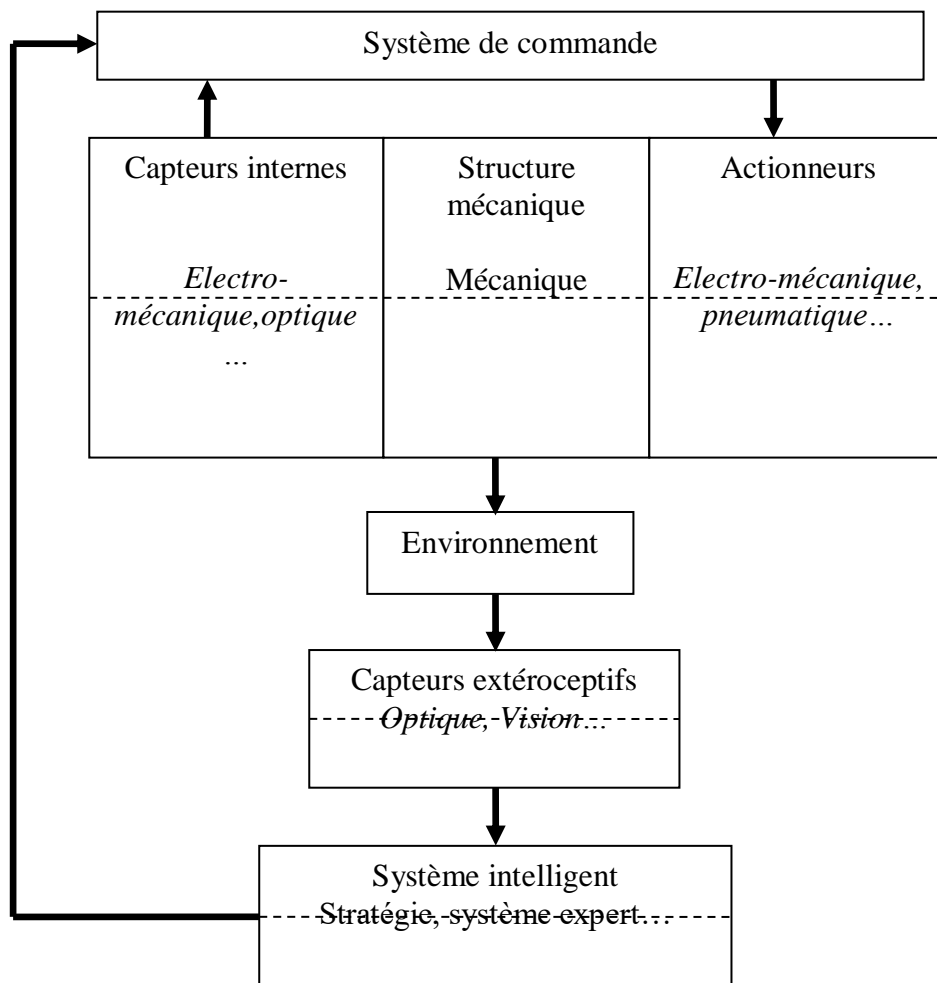 Système de commande
Capteurs internes
Electro-
mécanique,optique
…
Structure
mécanique
Mécanique
Actionneurs
Electro-mécanique,
pneumatique…
Environnement
Capteurs extéroceptifs
Optique, Vision…
Système intelligent
Stratégie, système expert…